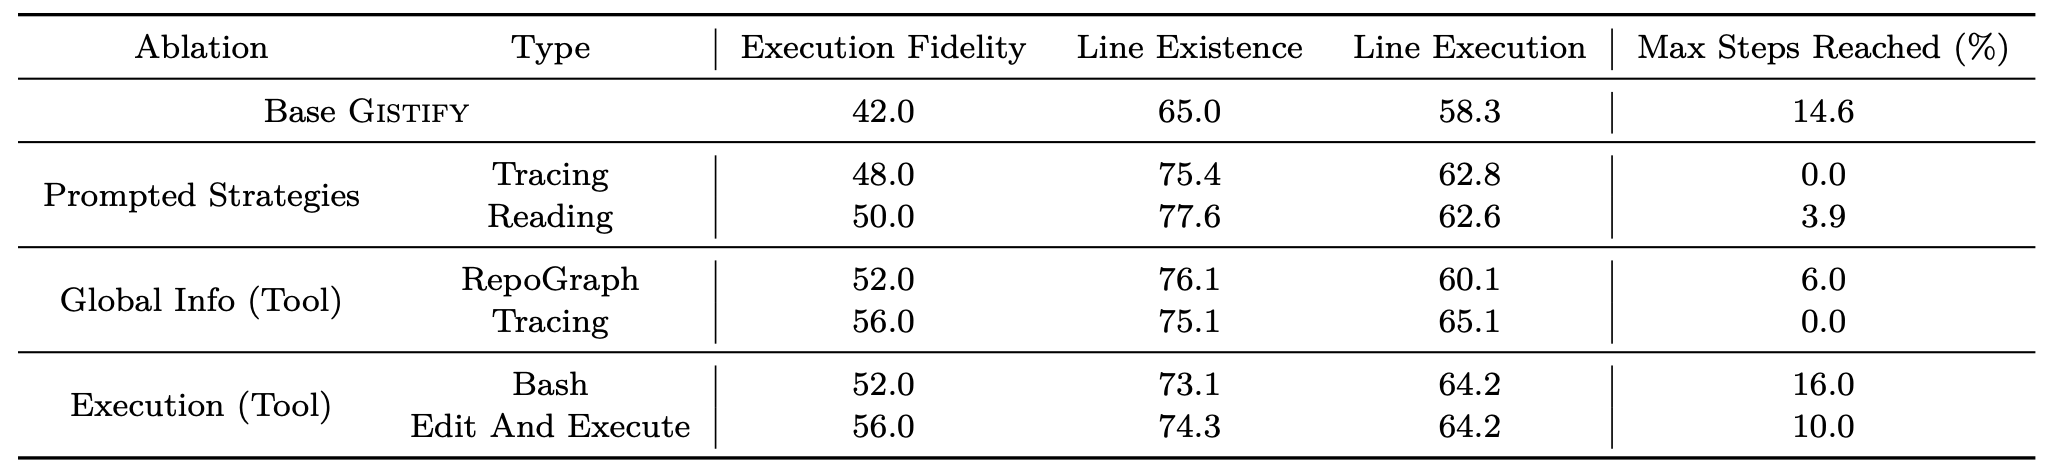 Ablation Type Execution Fidelity Line Existence Line Execution Max Steps Reached (%)
Base GISTIFY 42.0 65.0 58.3 14.6
Prompted Strategies
Tracing 48.0 75.4 62.8 0.0
Reading 50.0 77.6 62.6 3.9
Global Info (Tool)
RepoGraph 52.0 76.1 60.1 6.0
Tracing 56.0 75.1 65.1 0.0
Execution (Tool)
Bash 52.0 73.1 64.2 16.0
Edit And Execute 56.0 74.3 64.2 10.0